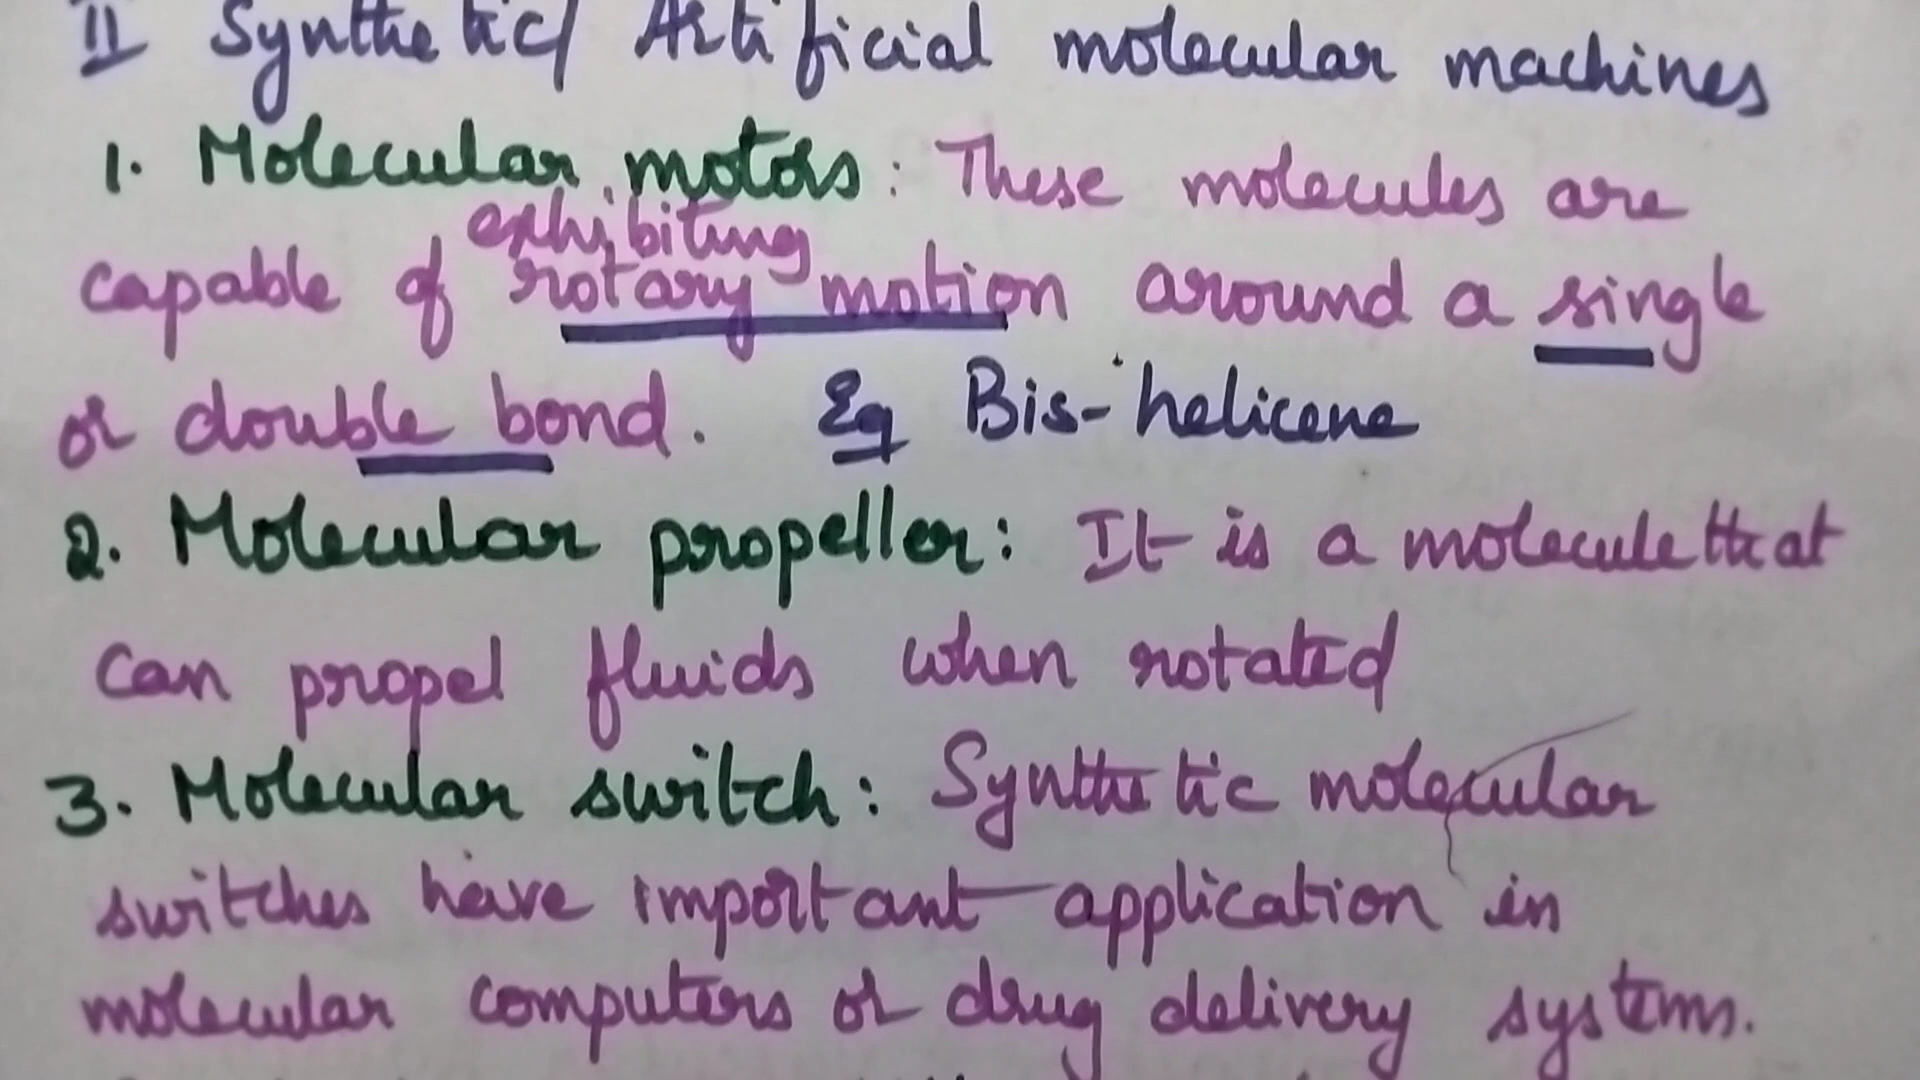 II Synthetic/ Artificial molecular machines
1. Molecular motors: These molecules are
exhibiting
capable of rotary motion around a single
or double bond. Eg Bis-helicene
2. Molecular propeller: It is a molecule that
can propel fluids when rotated
3. Molecular switch: Synthetic molecular
switches have important application in
molecular computers or drug delivery systems.